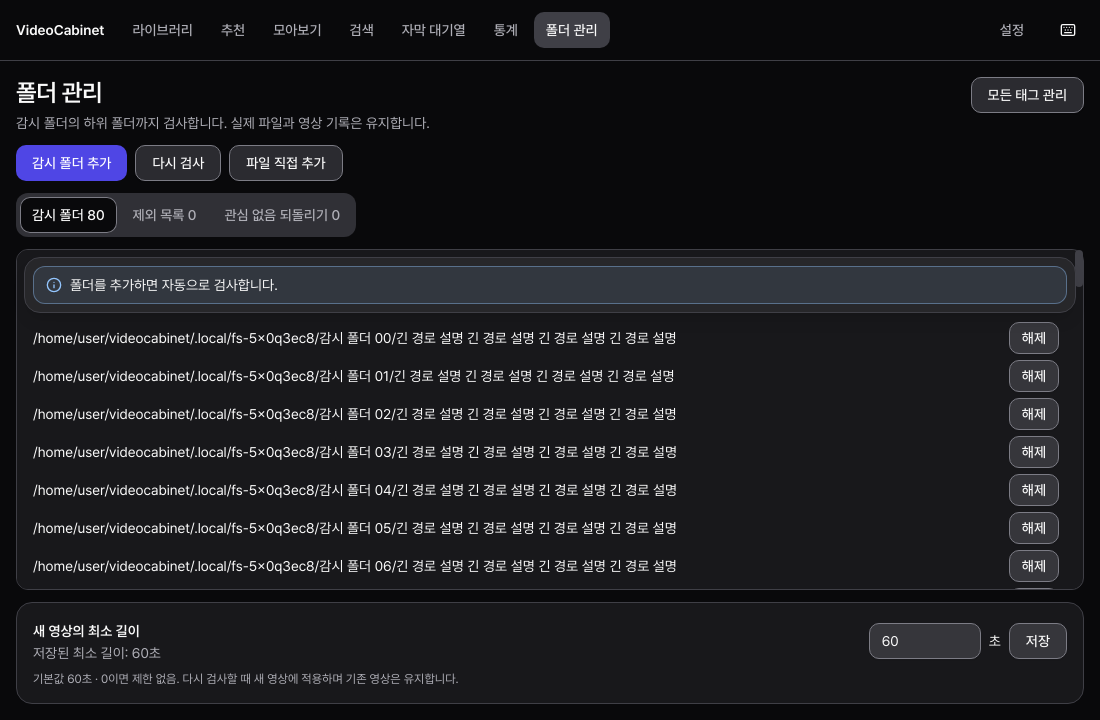 VideoCabinet 라이브러리 추천 모아보기 검색 자막 대기열 통계 폴더 관리 설정
폴더 관리
모든 태그 관리
감시 폴더의 하위 폴더까지 검사합니다. 실제 파일과 영상 기록은 유지합니다.
감시 폴더 추가 다시 검사 파일 직접 추가
감시 폴더 80 제외 목록 0 관심 없음 되돌리기 0
폴더를 추가하면 자동으로 검사합니다.
/home/user/videocabinet/.local/fs-5×0q3ec8/감시 폴더 00/긴 경로 설명 긴 경로 설명 긴 경로 설명 긴 경로 설명 해제
/home/user/videocabinet/.local/fs-5×0q3ec8/감시 폴더 01/긴 경로 설명 긴 경로 설명 긴 경로 설명 긴 경로 설명 해제
/home/user/videocabinet/.local/fs-5×0q3ec8/감시 폴더 02/긴 경로 설명 긴 경로 설명 긴 경로 설명 긴 경로 설명 해제
/home/user/videocabinet/.local/fs-5×0q3ec8/감시 폴더 03/긴 경로 설명 긴 경로 설명 긴 경로 설명 긴 경로 설명 해제
/home/user/videocabinet/.local/fs-5×0q3ec8/감시 폴더 04/긴 경로 설명 긴 경로 설명 긴 경로 설명 긴 경로 설명 해제
/home/user/videocabinet/.local/fs-5×0q3ec8/감시 폴더 05/긴 경로 설명 긴 경로 설명 긴 경로 설명 긴 경로 설명 해제
/home/user/videocabinet/.local/fs-5×0q3ec8/감시 폴더 06/긴 경로 설명 긴 경로 설명 긴 경로 설명 긴 경로 설명 해제
새 영상의 최소 길이
저장된 최소 길이: 60초
60 초 저장
기본값 60초 · 0이면 제한 없음. 다시 검사할 때 새 영상에 적용하며 기존 영상은 유지합니다.